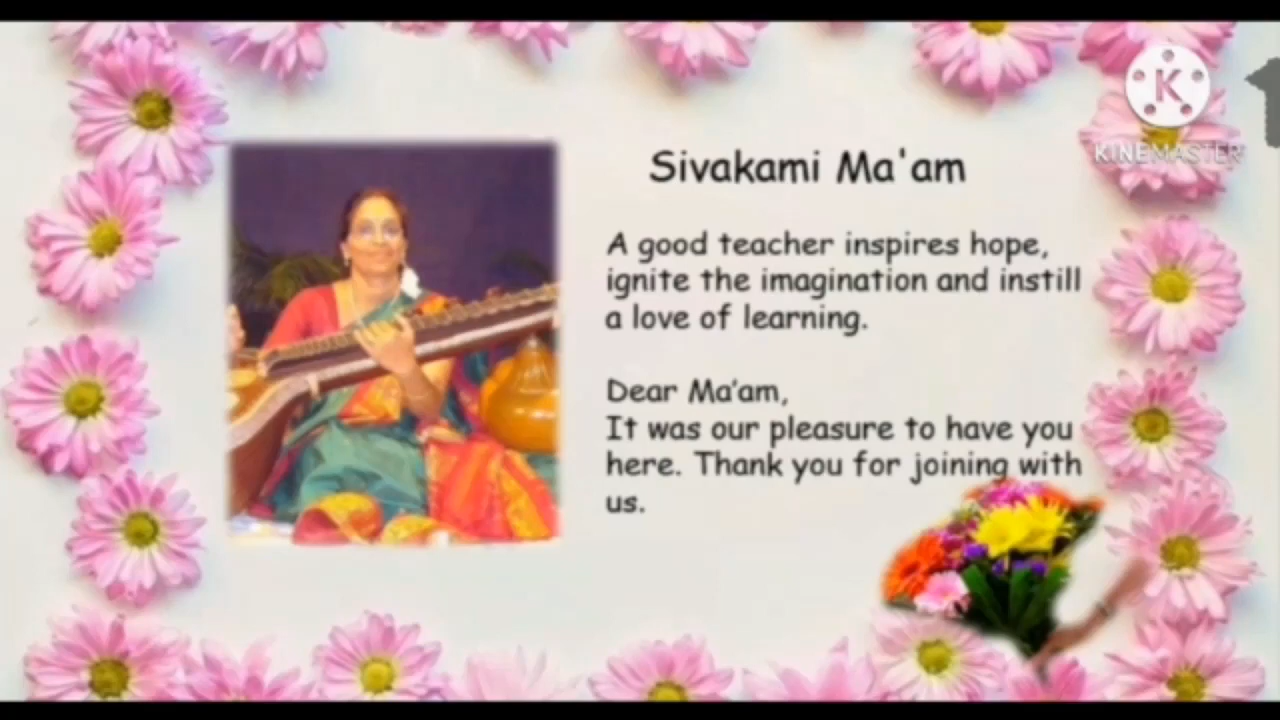 KINEMASTER
Sivakami Ma'am
A good teacher inspires hope,
ignite the imagination and instill
a love of learning.
Dear Ma’am,
It was our pleasure to have you
here. Thank you for joining with
us.